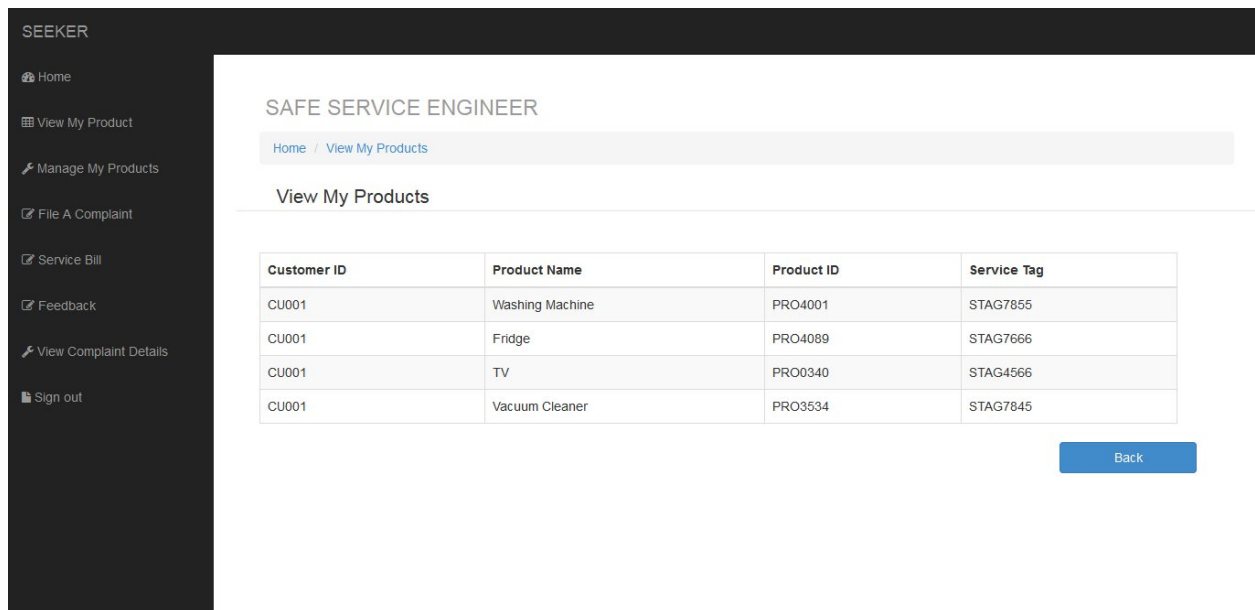 SEEKER
Home
View My Product
Manage My Products
File A Complaint
Service Bill
Feedback
View Complaint Details
Sign out
SAFE SERVICE ENGINEER
Home / View My Products
View My Products
Customer ID Product Name Product ID Service Tag
CU001 Washing Machine PRO4001 STAG7855
CU001 Fridge PRO4089 STAG7666
CU001 TV PRO0340 STAG4566
CU001 Vacuum Cleaner PRO3534 STAG7845
Back